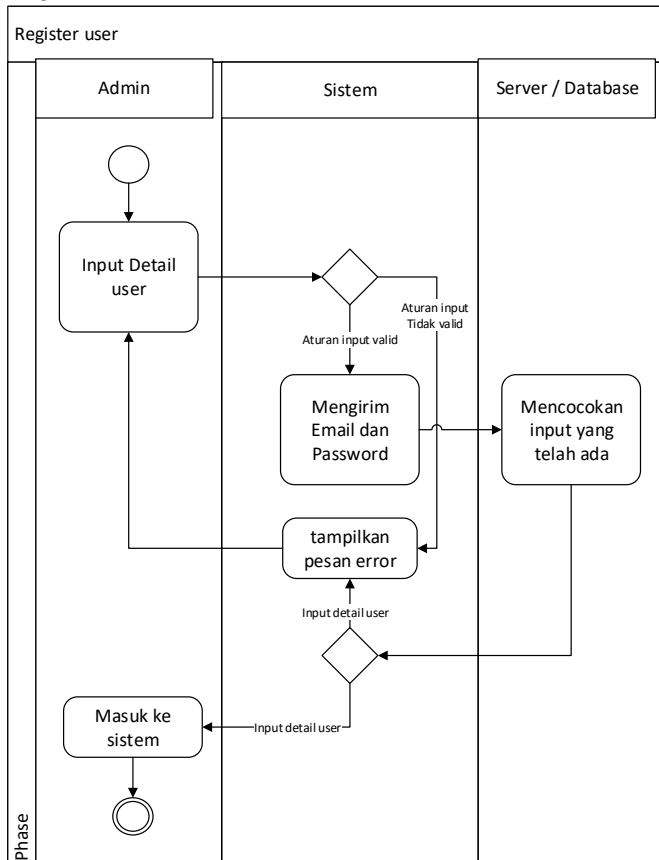 Register user
Admin
Sistem
Server / Database
Input Detail
user
Aturan input
Tidak valid
Aturan input valid
Mengirim
Email dan
Password
Mencocokan
input yang
telah ada
tampilkan
pesan error
Input detail user
Masuk ke
sistem
Input detail user
Phase